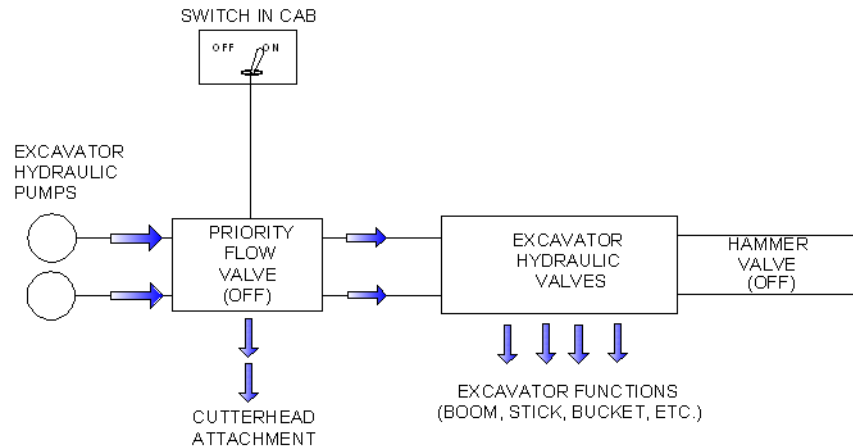 SWITCH IN CAB
OFF ON
EXCAVATOR
HYDRAULIC
PUMPS
PRIORITY
FLOW
VALVE
(OFF)
EXCAVATOR
HYDRAULIC
VALVES
HAMMER
VALVE
(OFF)
CUTTERHEAD
ATTACHMENT
EXCAVATOR FUNCTIONS
(BOOM, STICK, BUCKET, ETC.)